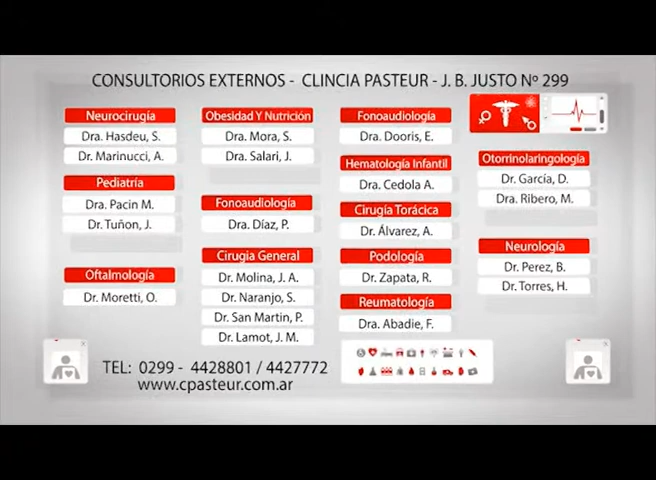 CONSULTORIOS EXTERNOS - CLINCIA PASTEUR - J. B. JUSTO Nº 299
Neurocirugía
Dra. Hasdeu, S.
Dr. Marinucci, A.
Pediatría
Dra. Pacin M.
Dr. Tuñon, J.
Oftalmología
Dr. Moretti, O.
Obesidad Y Nutrición
Dra. Mora, S.
Dra. Salari, J.
Fonoaudiología
Dra. Díaz, P.
Cirugia General
Dr. Molina, J. A.
Dr. Naranjo, S.
Dr. San Martin, P.
Dr. Lamot, J. M.
Fonoaudiología
Dra. Dooris, E.
Hematología Infantil
Dra. Cedola A.
Cirugía Torácica
Dr. Álvarez, A.
Podología
Dr. Zapata, R.
Reumatología
Dra. Abadie, F.
Otorrinolaringología
Dr. García, D.
Dra. Ribero, M.
Neurología
Dr. Perez, B.
Dr. Torres, H.
TEL: 0299 - 4428801 / 4427772
www.cpasteur.com.ar